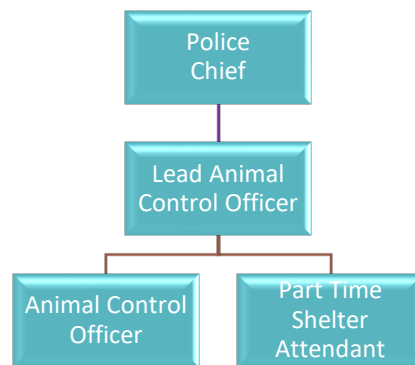 Police
Chief
Lead Animal
Control Officer
Animal Control
Officer
Part Time
Shelter
Attendant